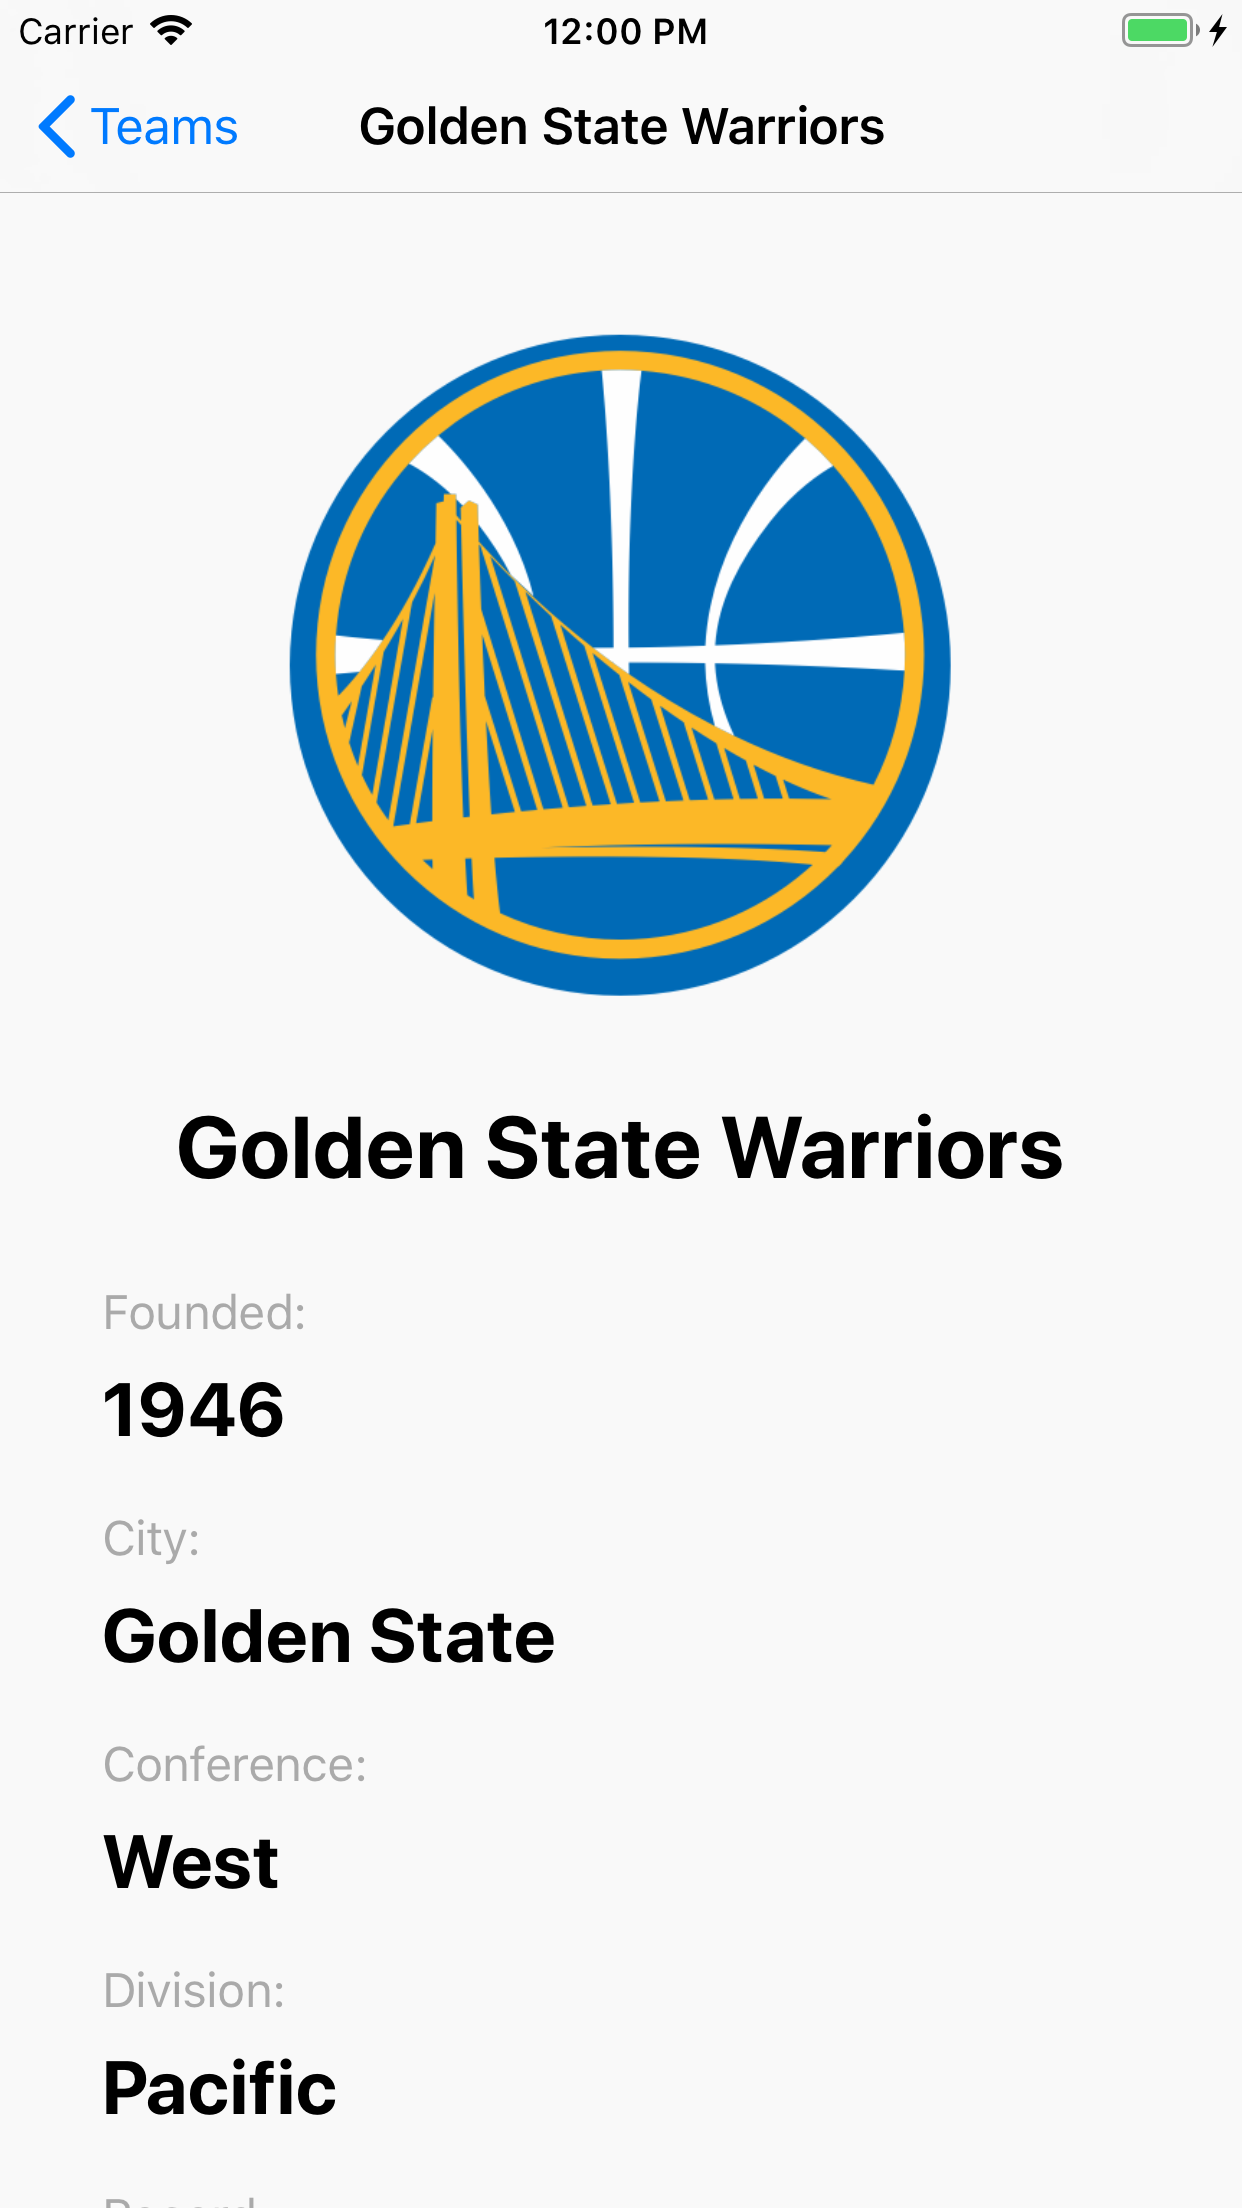 Carrier 12:00 PM
Teams Golden State Warriors
Golden State Warriors
Founded:
1946
City:
Golden State
Conference:
West
Division:
Pacific